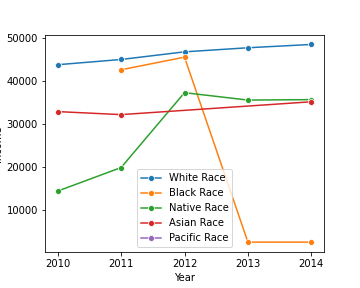 50000
40000
30000
20000
10000
2010 2011 2012 2013 2014
Year
White Race
Black Race
Native Race
Asian Race
Pacific Race